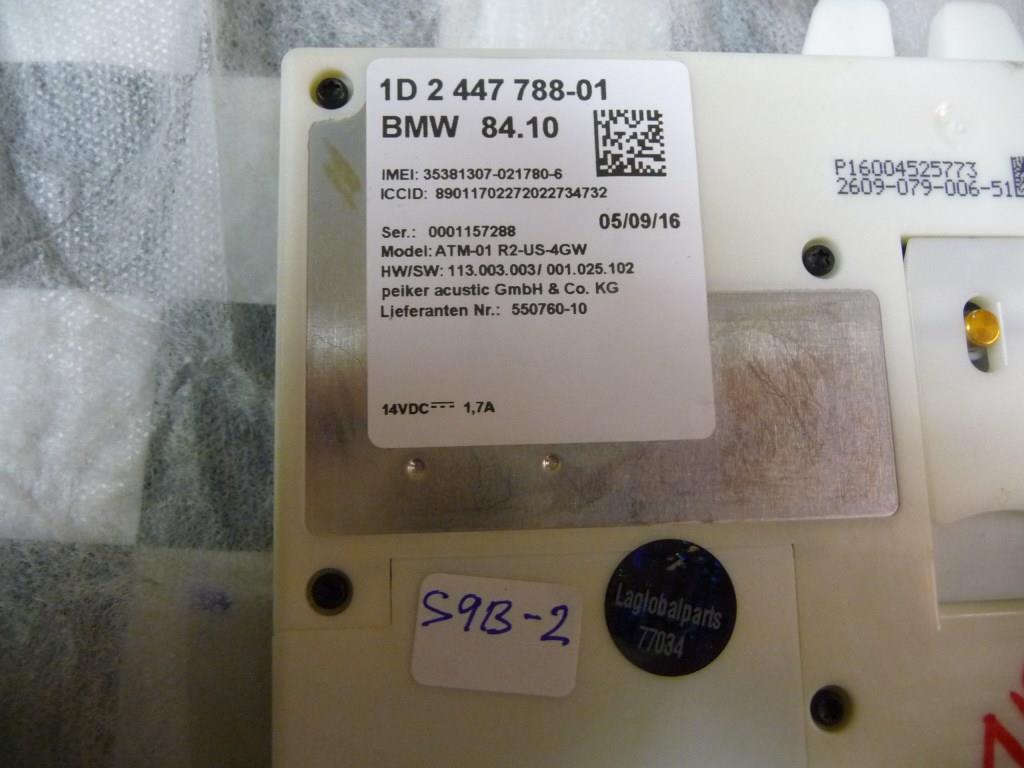 1D 2 447 788-01
BMW 84.10
IMEI: 35381307-021780-6
ICCID: 89011702272022734732
05/09/16
Ser.: 0001157288
Model: ATM-01 R2-US-4GW
HW/SW: 113.003.003/ 001.025.102
peiker acustic GmbH & Co. KG
Lieferanten Nr.: 550760-10
14VDC 1,7A
P16004525773
2609-079-006-51
S9B-2
Laglobalparts
77034